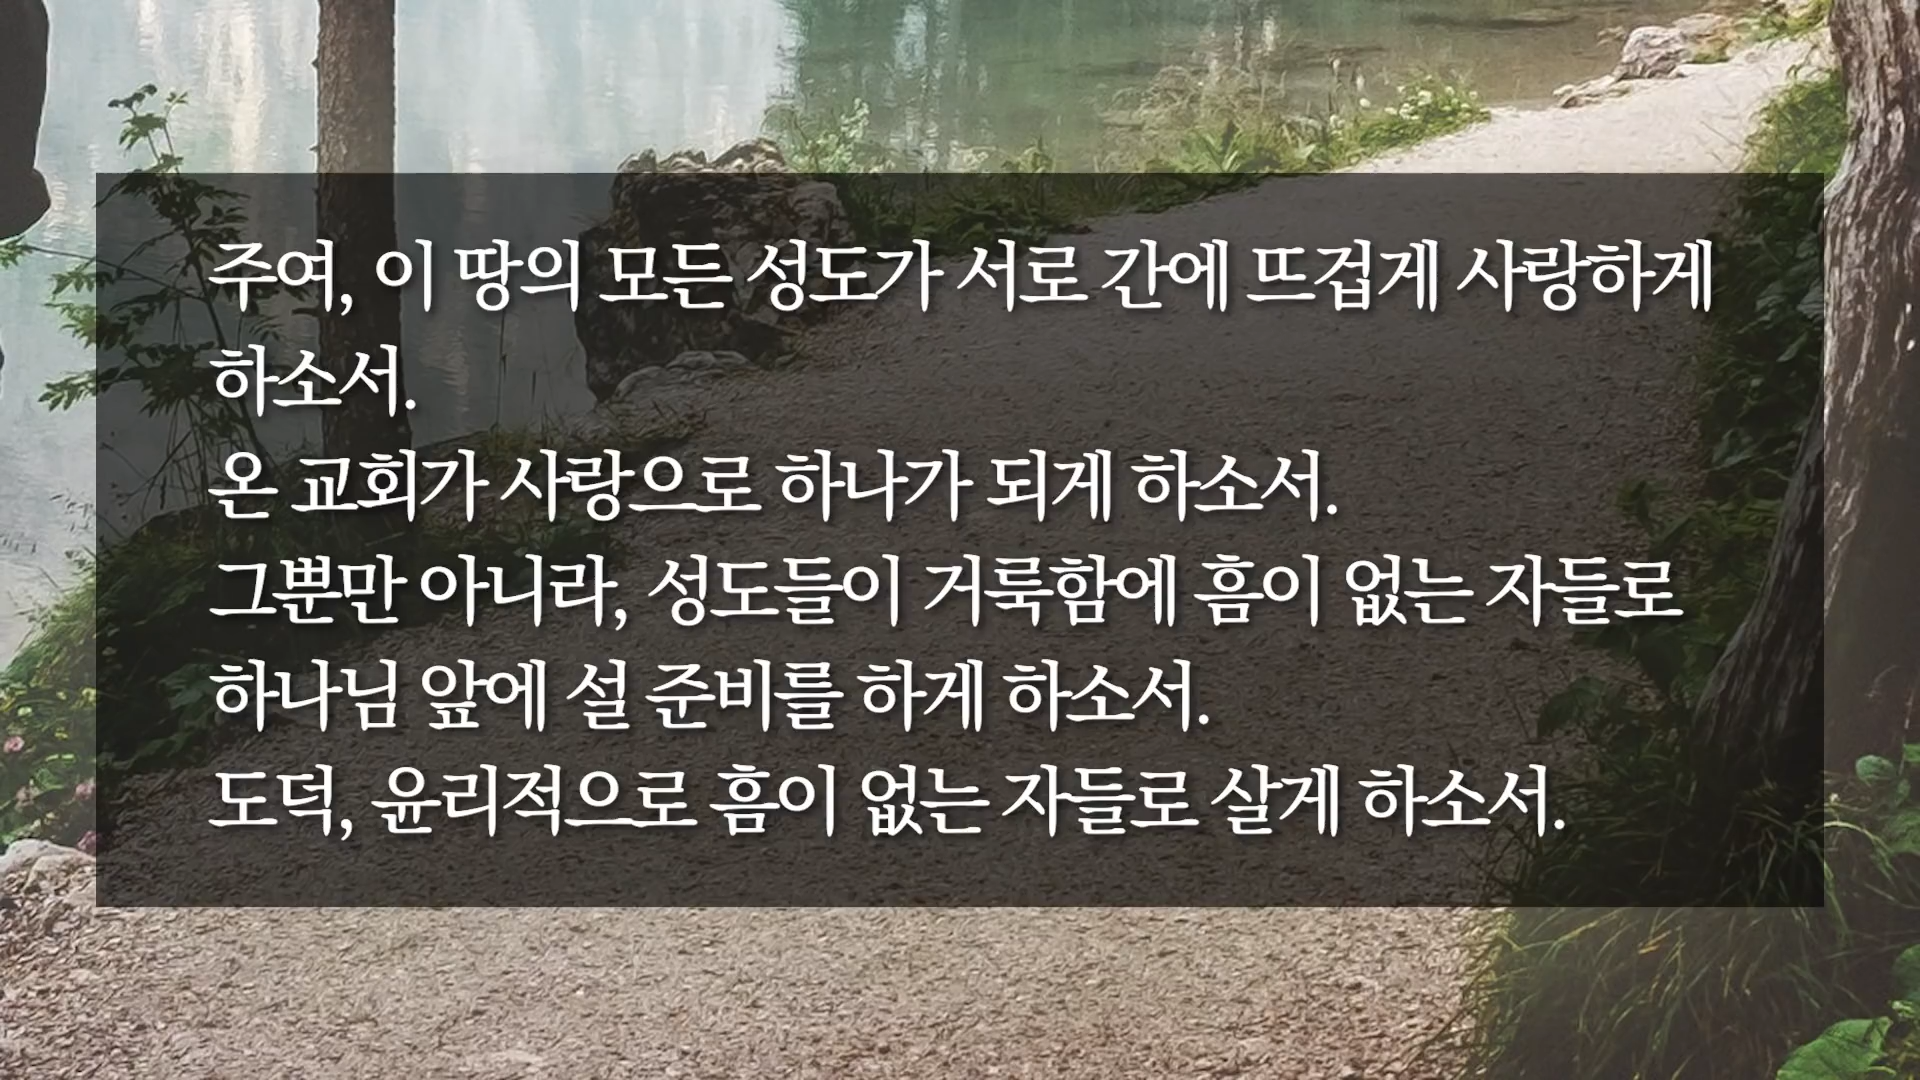 주여, 이 땅의 모든 성도가 서로 간에 뜨겁게 사랑하게
하소서.
온 교회가 사랑으로 하나가 되게 하소서.
그뿐만 아니라, 성도들이 거룩함에 흠이 없는 자들로
하나님 앞에 설 준비를 하게 하소서.
도덕, 윤리적으로 흠이 없는 자들로 살게 하소서.